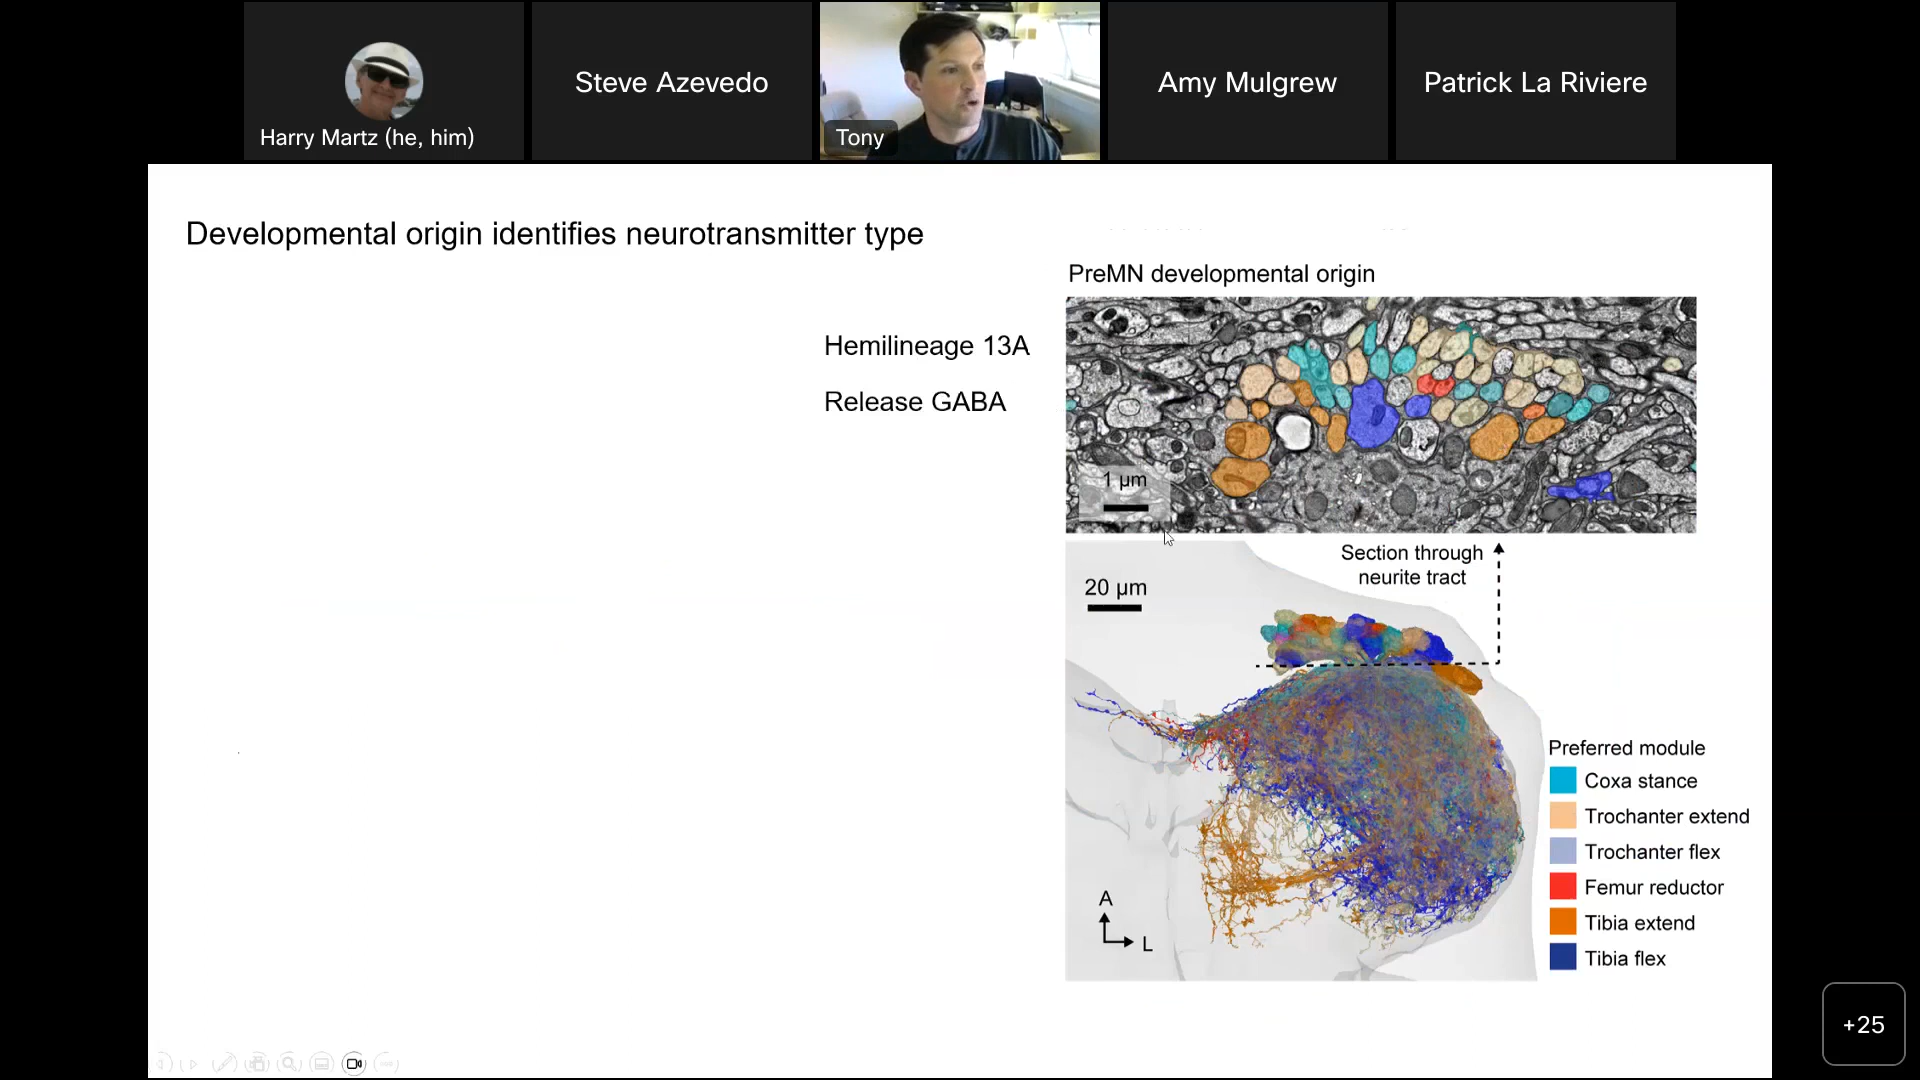 Harry Martz (he, him)
Steve Azevedo
Tony
Amy Mulgrew
Patrick La Riviere
Developmental origin identifies neurotransmitter type
Hemilineage 13A
Release GABA
PreMN developmental origin
1 µm
Section through
neurite tract
20 µm
A
L
Preferred module
Coxa stance
Trochanter extend
Trochanter flex
Femur reductor
Tibia extend
Tibia flex
+25